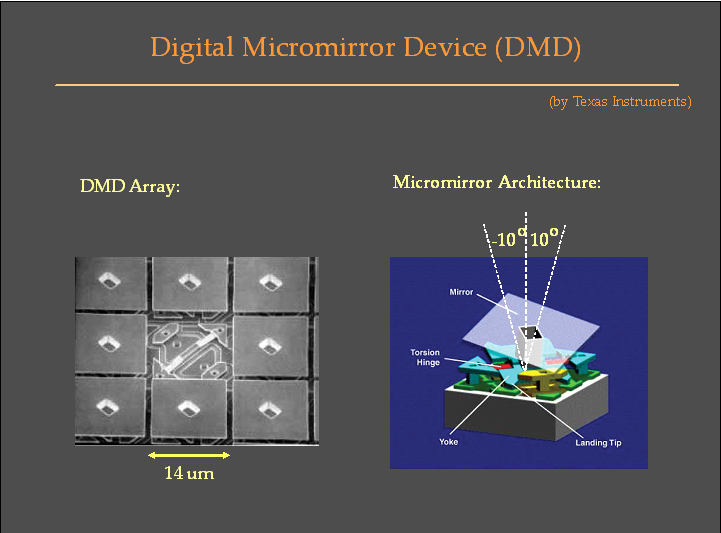 Digital Micromirror Device (DMD)
(by Texas Instruments)
DMD Array:
Micromirror Architecture:
-10° 10°
Mirror
Torsion
Hinge
Yoke
Landing Tip
14 um